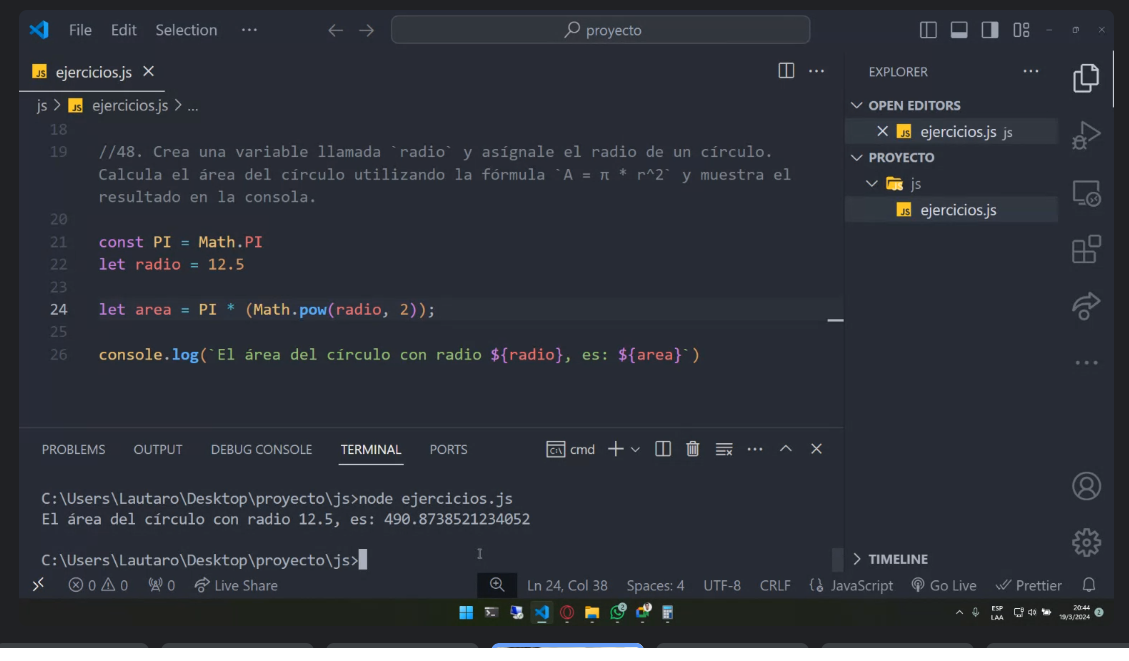 File Edit Selection ··· proyecto
JS ejercicios.js
js > JS ejercicios.js > ...
18
19 //48. Crea una variable llamada `radio` y asígnale el radio de un círculo.
Calcula el área del círculo utilizando la fórmula `A = π * r^2` y muestra el
resultado en la consola.
20
21 const PI = Math.PI
22 let radio = 12.5
23
24 let area = PI * (Math.pow(radio, 2));
25
26 console.log(`El área del círculo con radio ${radio}, es: ${area}`)
EXPLORER ···
OPEN EDITORS
JS ejercicios.js js
PROYECTO
js
JS ejercicios.js
TIMELINE
PROBLEMS OUTPUT DEBUG CONSOLE TERMINAL PORTS cmd
C:\Users\Lautaro\Desktop\proyecto\js>node ejercicios.js
El área del círculo con radio 12.5, es: 490.8738521234052
C:\Users\Lautaro\Desktop\proyecto\js>
0 0 0 Live Share Ln 24, Col 38 Spaces: 4 UTF-8 CRLF JavaScript Go Live Prettier
ESP
LAA
20:44
19/3/2024
2